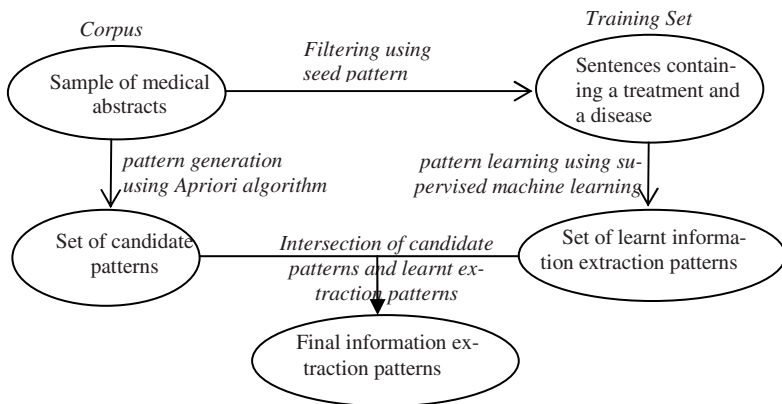 Corpus
Training Set
Filtering using
seed pattern
Sample of medical
abstracts
Sentences contain-
ing a treatment and
a disease
pattern generation
using Apriori algorithm
pattern learning using su-
pervised machine learning
Set of candidate
patterns
Intersection of candidate
patterns and learnt ex-
traction patterns
Set of learnt informa-
tion extraction patterns
Final information ex-
traction patterns